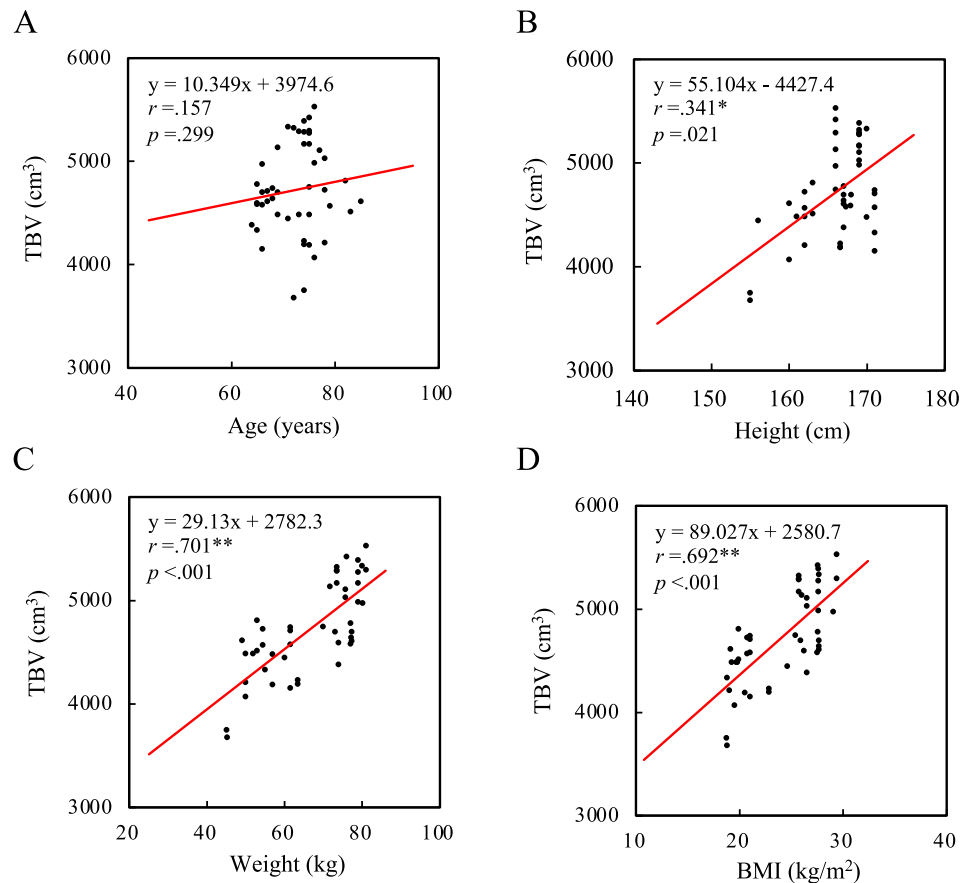 A
6000
y = 10.349x + 3974.6
r =.157
p =.299
5000
TBV (cm³)
4000
3000
40
60
80
100
Age (years)
B
6000
y = 55.104x - 4427.4
r =.341*
p =.021
5000
TBV (cm³)
4000
3000
140
150
160
170
180
Height (cm)
C
6000
y = 29.13x + 2782.3
r =.701**
p <.001
5000
TBV (cm³)
4000
3000
20
40
60
80
100
Weight (kg)
D
6000
y = 89.027x + 2580.7
r =.692**
p <.001
5000
TBV (cm³)
4000
3000
10
20
30
40
BMI (kg/m²)